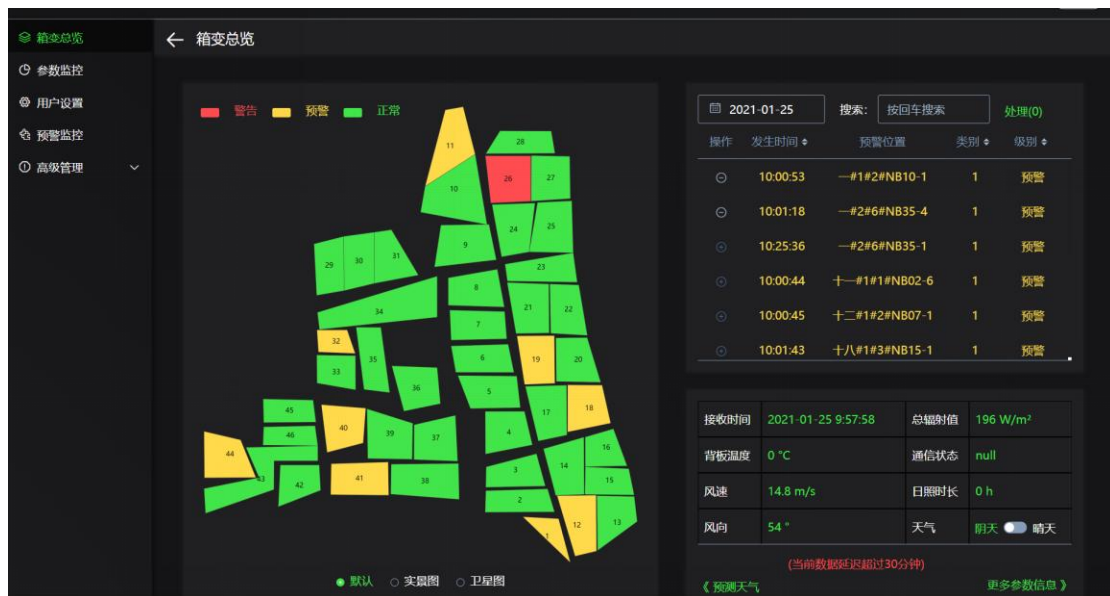 箱变总览
参数监控
用户设置
预警监控
高级管理
← 箱变总览
警告 预警 正常
11
28
10
26 27
24 25
9
23
29 30 31
8
34
21 22
7
32
33 35
6
19 20
36
5
45
46
40 39 37
4
17 18
44
43 42
41 38
3
14 16
15
2
1 12 13
默认 实景图 卫星图
2021-01-25 搜索: 按回车搜索 处理(0)
操作 发生时间 预警位置 类别 级别
10:00:53 一#1#2#NB10-1 1 预警
10:01:18 一#2#6#NB35-4 1 预警
10:25:36 一#2#6#NB35-1 1 预警
10:00:44 十一#1#1#NB02-6 1 预警
10:00:45 十二#1#2#NB07-1 1 预警
10:01:43 十八#1#3#NB15-1 1 预警
接收时间 2021-01-25 9:57:58 总辐射值 196 W/m²
背板温度 0 °C 通信状态 null
风速 14.8 m/s 日照时长 0 h
风向 54 ° 天气 阴天 晴天
(当前数据延迟超过30分钟)
《 预测天气 更多参数信息 》